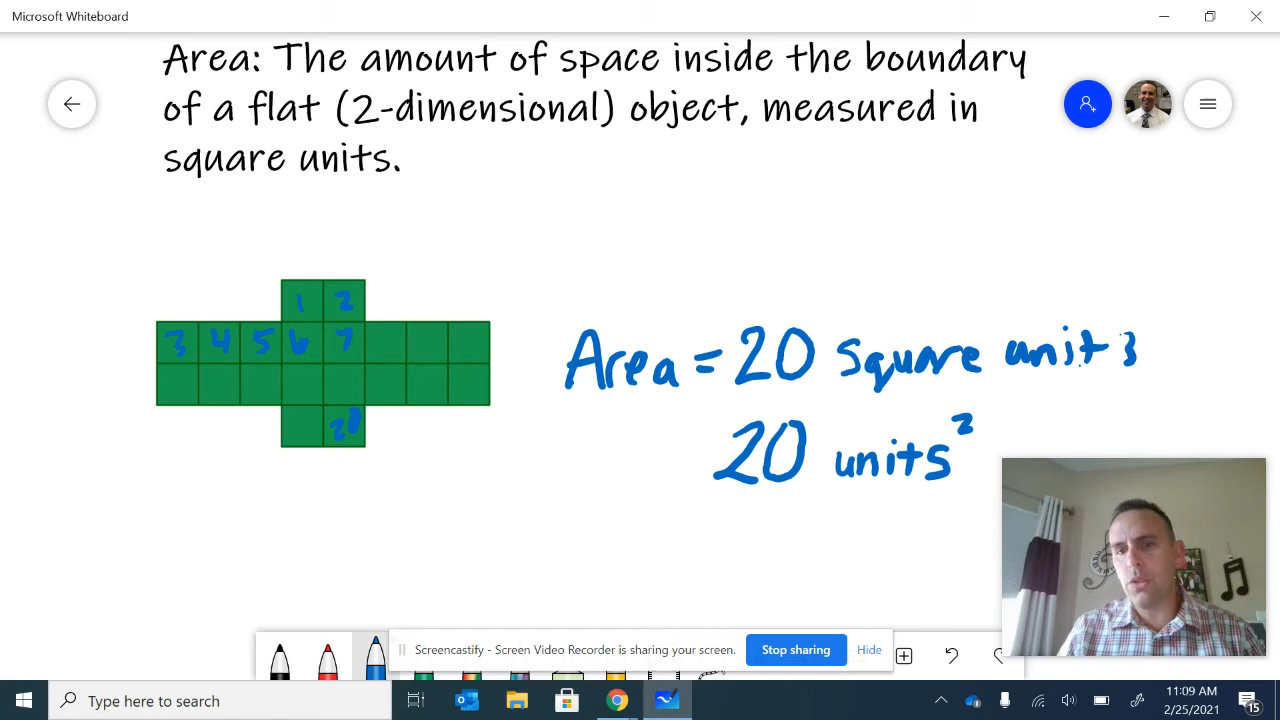 Microsoft Whiteboard
Area: The amount of space inside the boundary
of a flat (2-dimensional) object, measured in
square units.
1 2
3 4 5 6 7
20
Area = 20 square units
20 units²
Screencastify - Screen Video Recorder is sharing your screen.
Stop sharing
Hide
Type here to search
11:09 AM
2/25/2021
15